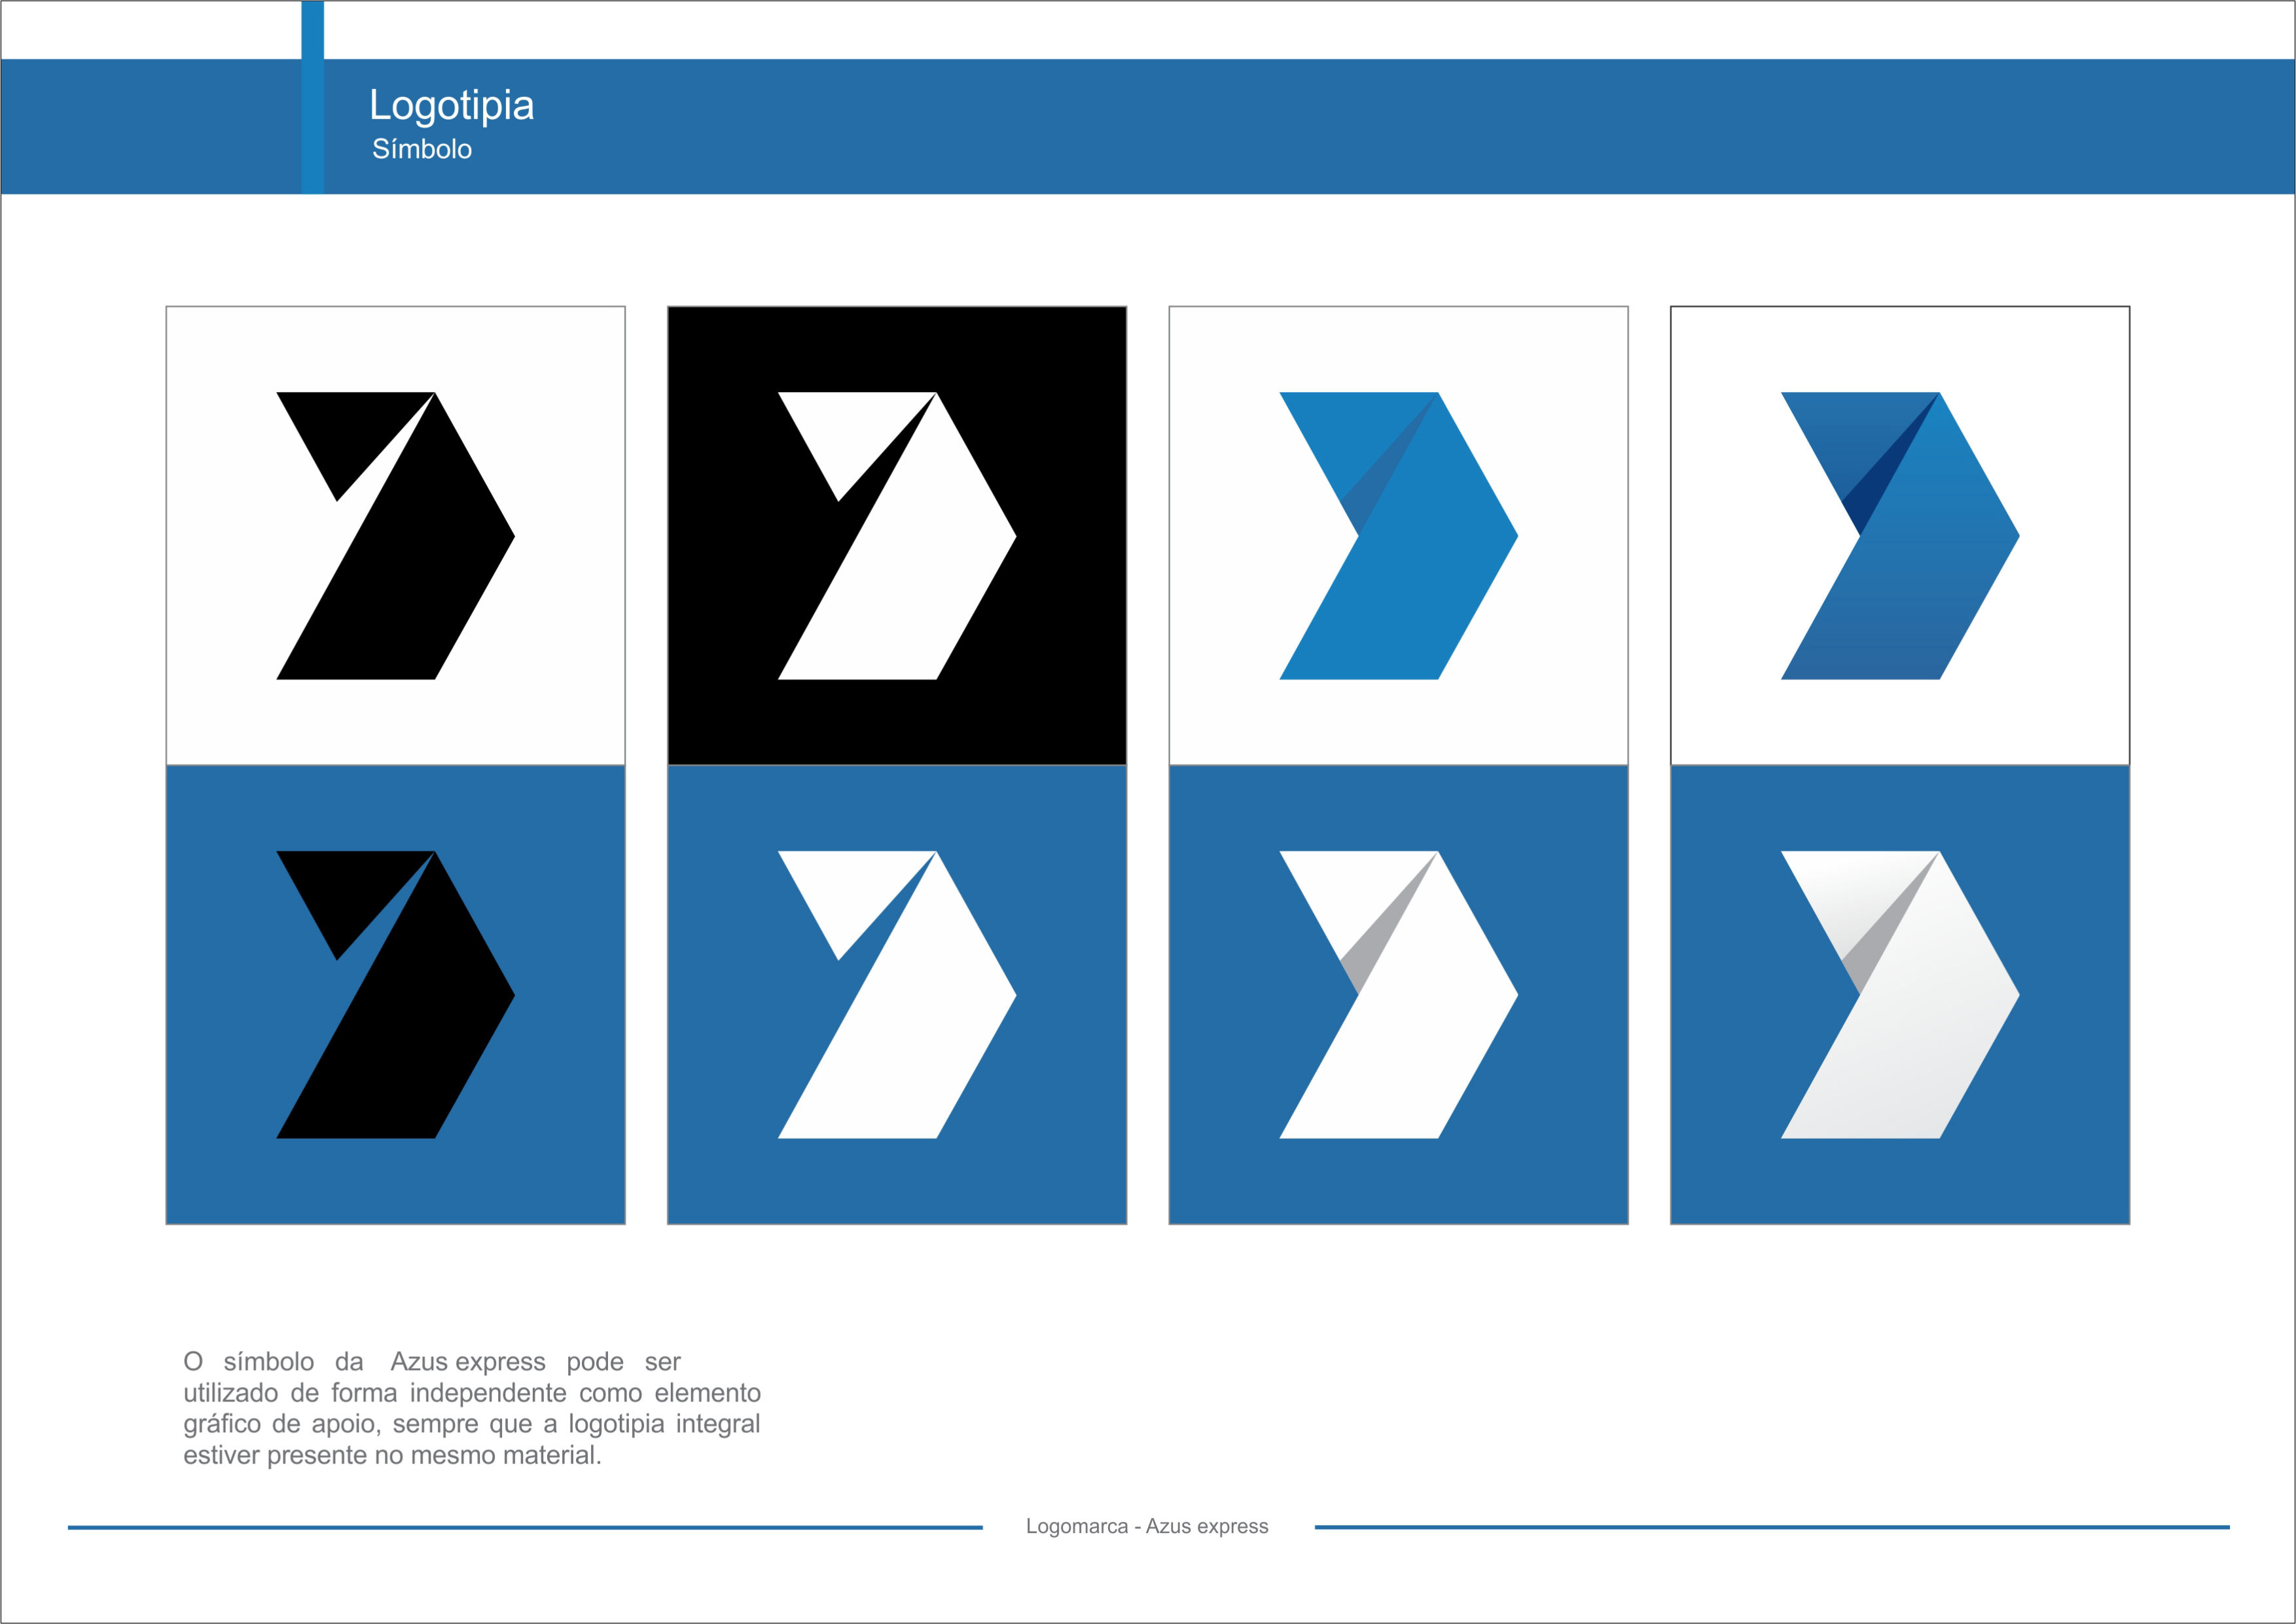 Logotipia
Símbolo
O símbolo da Azus express pode ser
utilizado de forma independente como elemento
gráfico de apoio, sempre que a logotipia integral
estiver presente no mesmo material.
Logomarca - Azus express